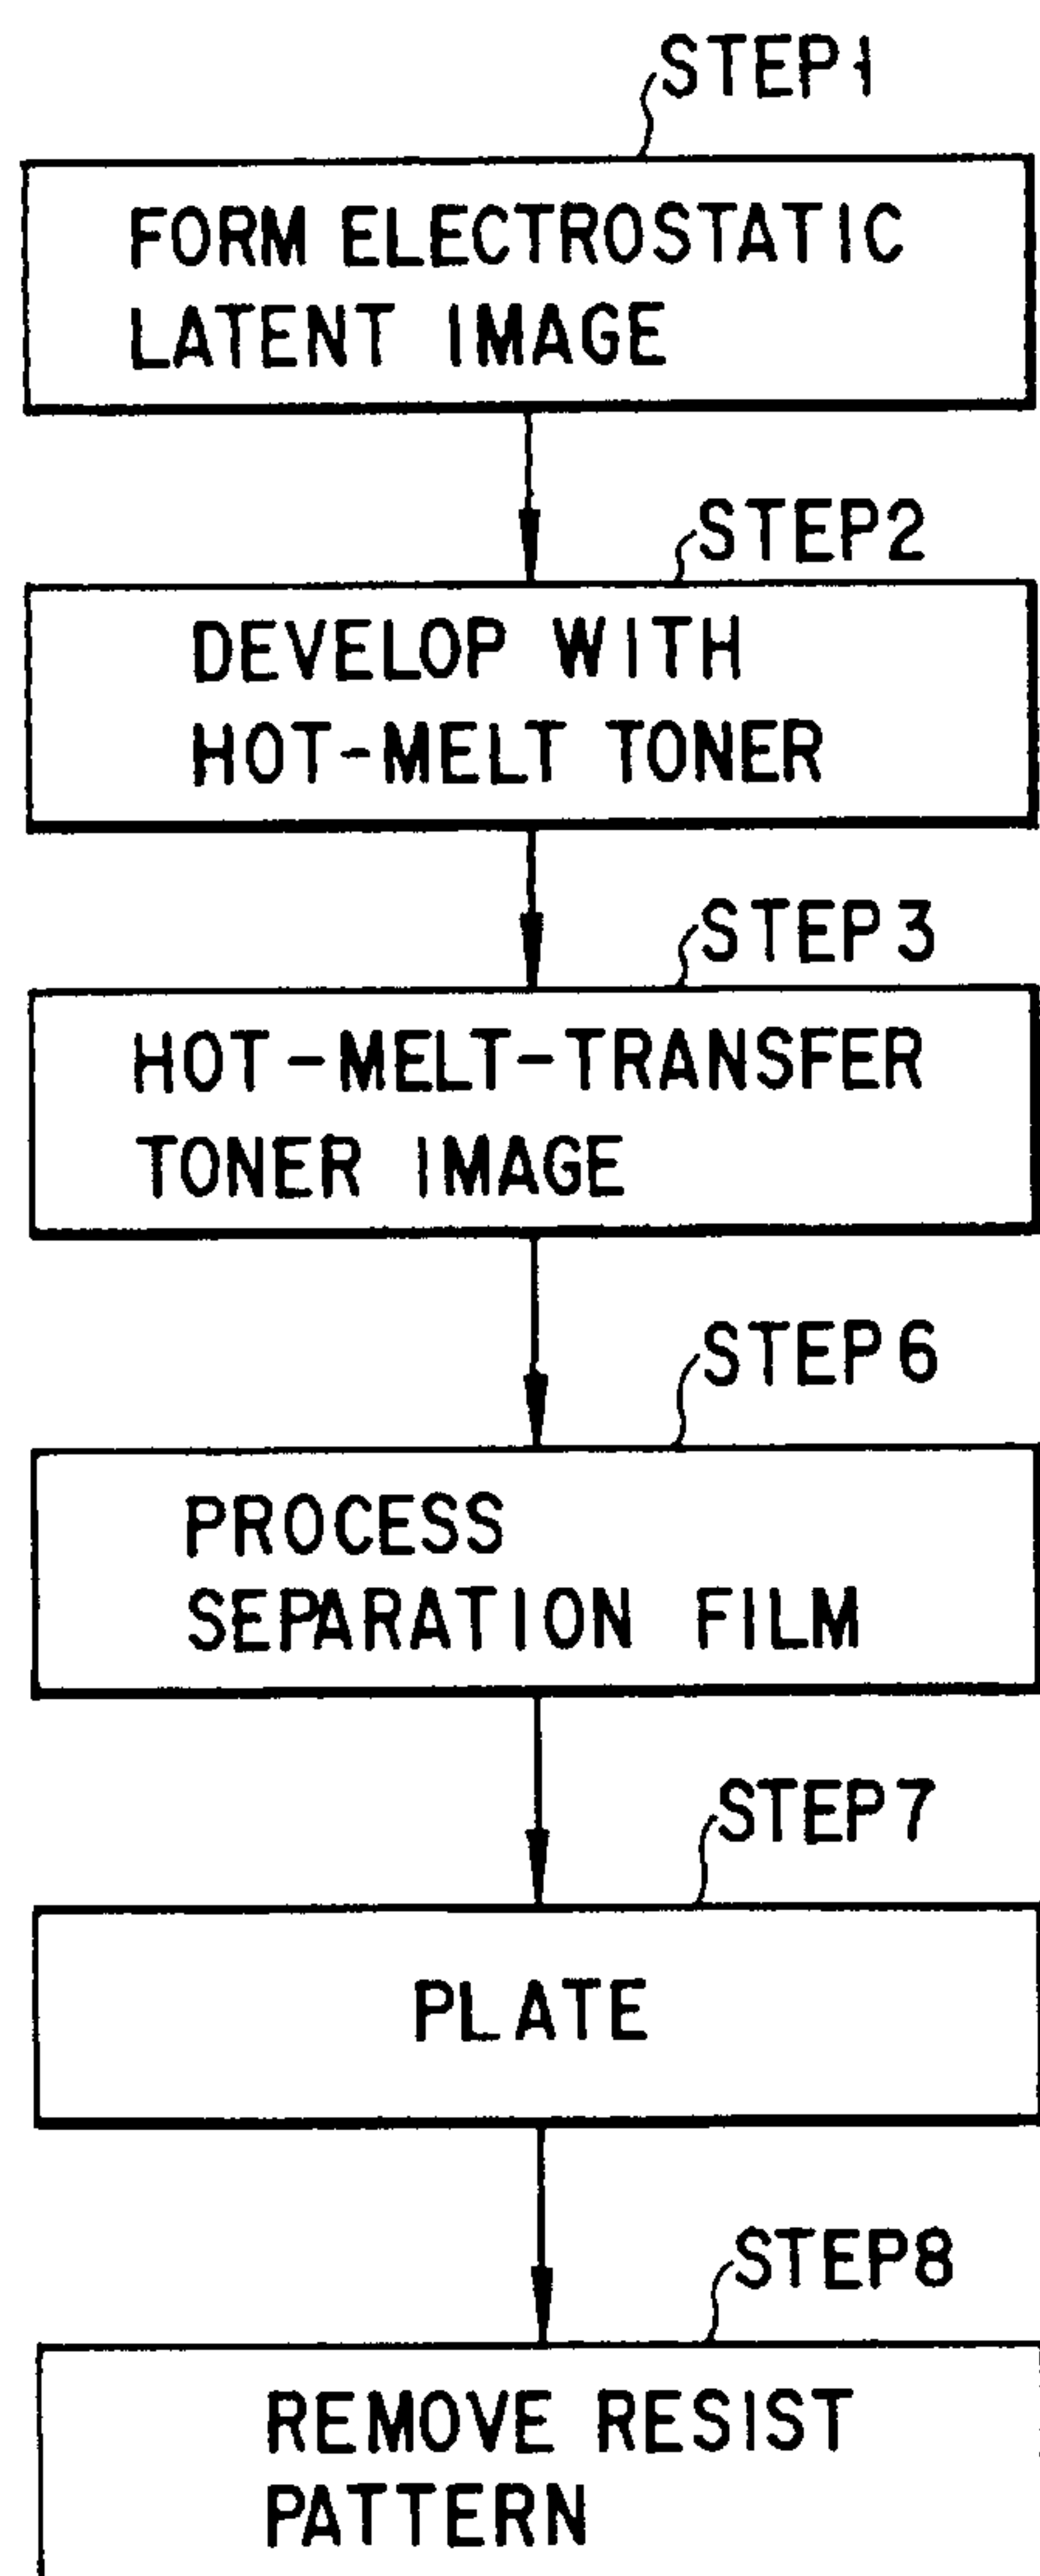 STEP1
FORM ELECTROSTATIC
LATENT IMAGE
STEP2
DEVELOP WITH
HOT-MELT TONER
STEP3
HOT-MELT-TRANSFER
TONER IMAGE
STEP6
PROCESS
SEPARATION FILM
STEP7
PLATE
STEP8
REMOVE RESIST
PATTERN